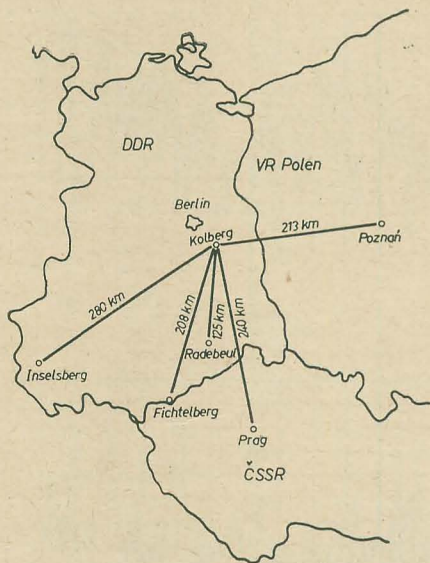 DDR
VR Polen
Berlin
Kolberg
213 km
Poznań
280 km
208 km
125 km
240 km
Inselsberg
Radebeul
Fichtelberg
Prag
ČSSR